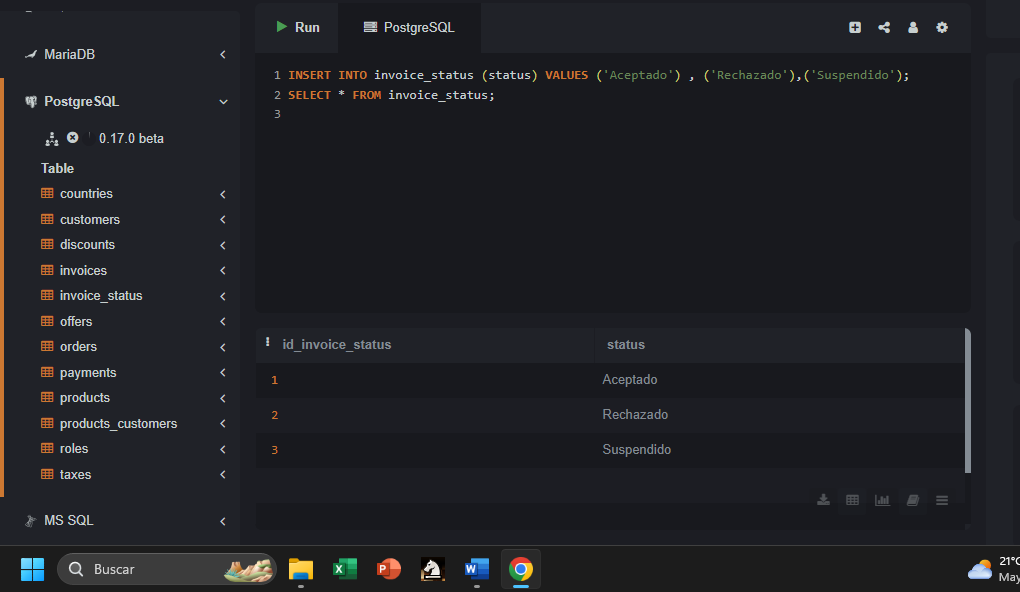 Run
PostgreSQL
MariaDB
PostgreSQL
0.17.0 beta
Table
countries
customers
discounts
invoices
invoice_status
offers
orders
payments
products
products_customers
roles
taxes
MS SQL
1 INSERT INTO invoice_status (status) VALUES ('Aceptado') , ('Rechazado'),('Suspendido');
2 SELECT * FROM invoice_status;
3
id_invoice_status status
1 Aceptado
2 Rechazado
3 Suspendido
Buscar
21°C
May